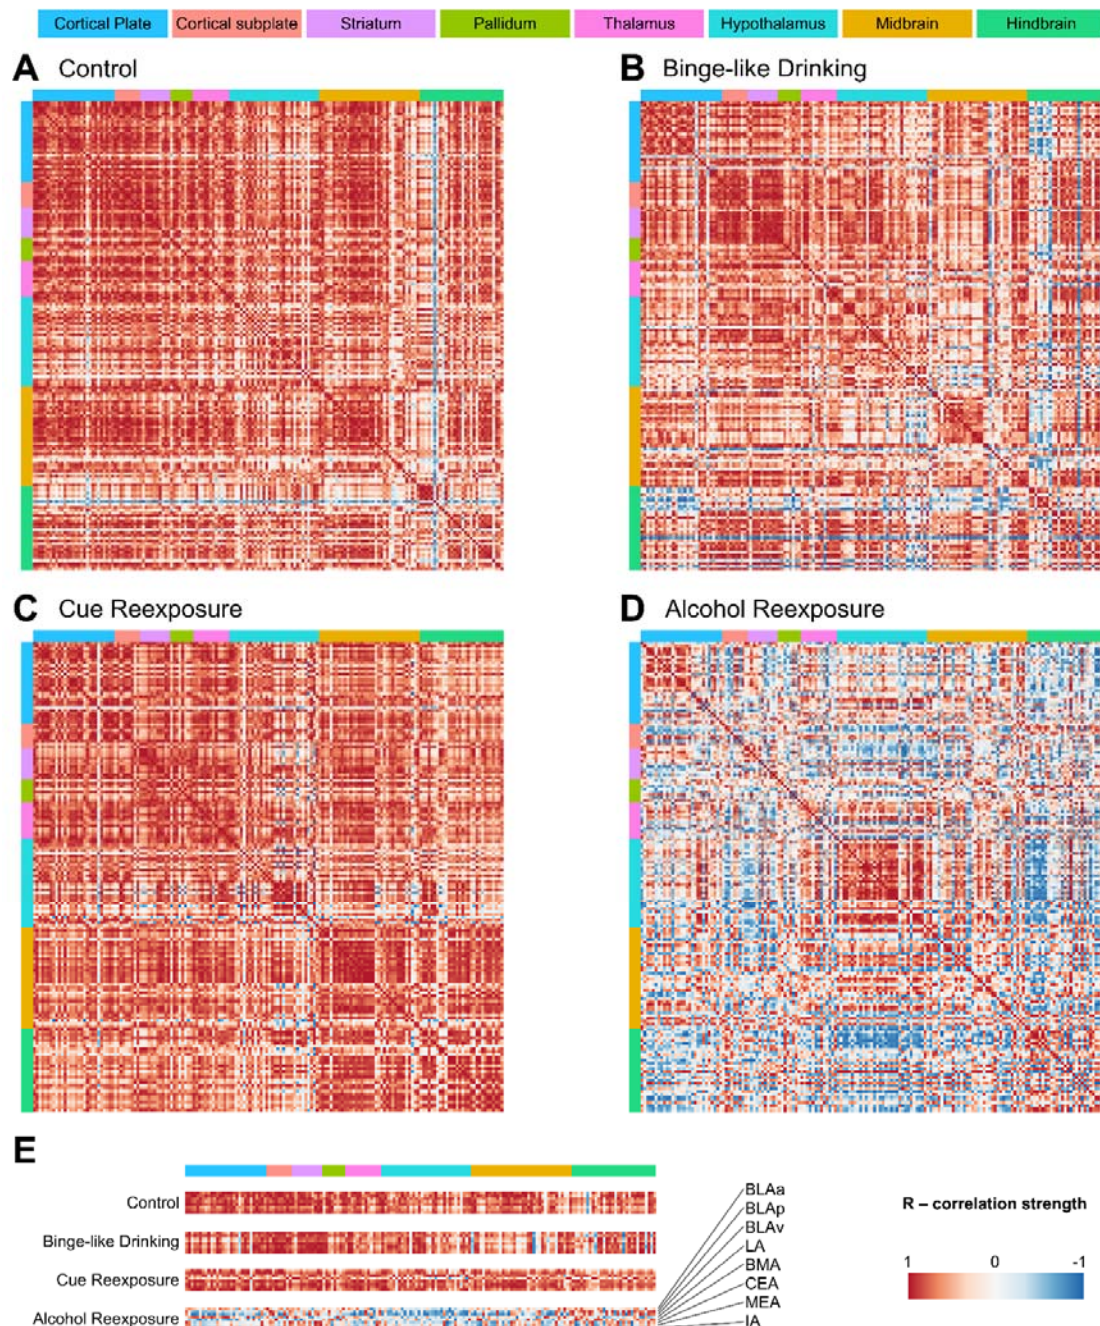 Cortical Plate Cortical subplate Striatum Pallidum Thalamus Hypothalamus Midbrain Hindbrain
A Control
B Binge-like Drinking
C Cue Reexposure
D Alcohol Reexposure
E
Control
Binge-like Drinking
Cue Reexposure
Alcohol Reexposure
BLAa
BLAp
BLAv
LA
BMA
CEA
MEA
IA
R – correlation strength
1 0 -1